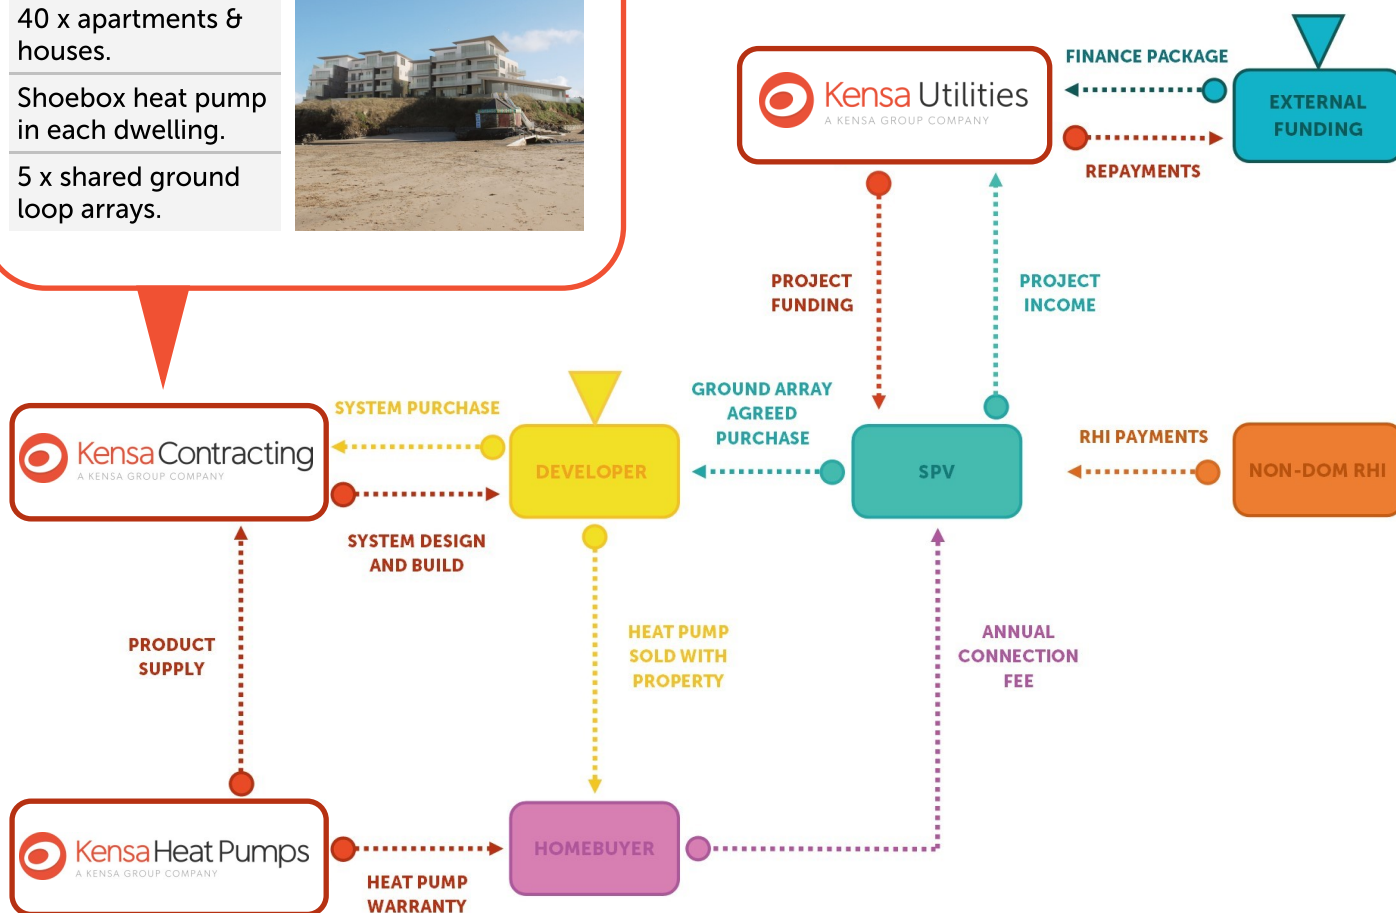 40 x apartments &
houses.
Shoebox heat pump
in each dwelling.
5 x shared ground
loop arrays.
Kensa Utilities
A KENSA GROUP COMPANY
FINANCE PACKAGE
EXTERNAL
FUNDING
REPAYMENTS
PROJECT
FUNDING
PROJECT
INCOME
Kensa Contracting
A KENSA GROUP COMPANY
SYSTEM PURCHASE
SYSTEM DESIGN
AND BUILD
DEVELOPER
GROUND ARRAY
AGREED
PURCHASE
SPV
RHI PAYMENTS
NON-DOM RHI
PRODUCT
SUPPLY
HEAT PUMP
SOLD WITH
PROPERTY
ANNUAL
CONNECTION
FEE
Kensa Heat Pumps
A KENSA GROUP COMPANY
HEAT PUMP
WARRANTY
HOMEBUYER